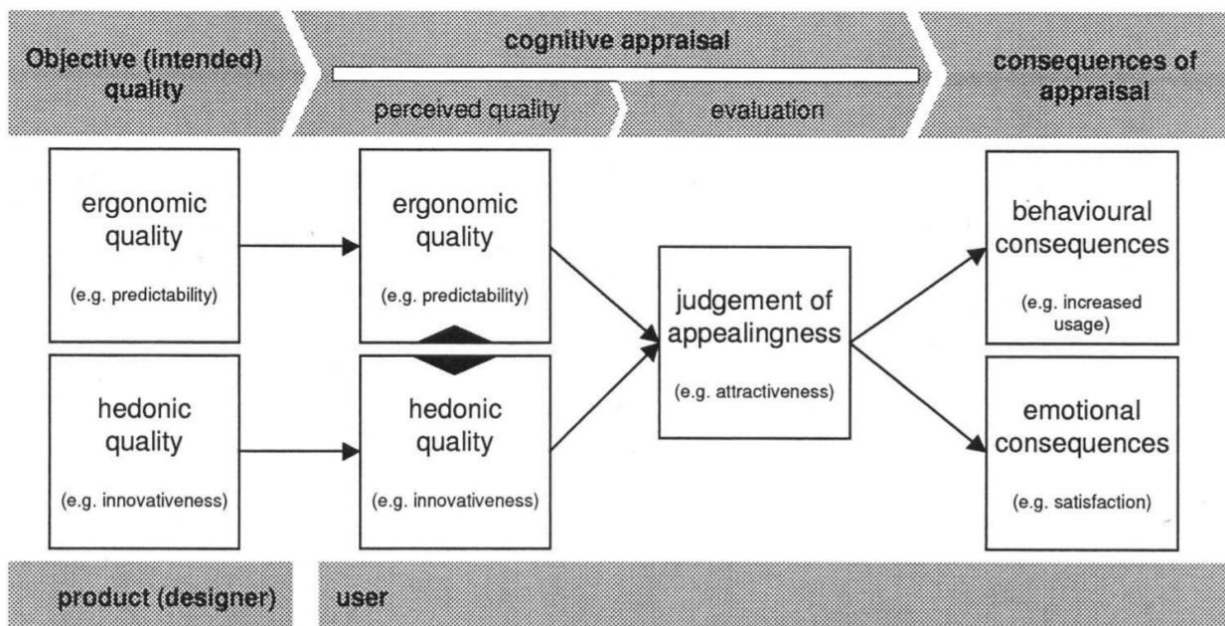 Objective (intended)
quality
cognitive appraisal
perceived quality
evaluation
consequences of
appraisal
ergonomic
quality
(e.g. predictability)
ergonomic
quality
(e.g. predictability)
hedonic
quality
(e.g. innovativeness)
hedonic
quality
(e.g. innovativeness)
judgement of
appealingness
(e.g. attractiveness)
behavioural
consequences
(e.g. increased
usage)
emotional
consequences
(e.g. satisfaction)
product (designer)
user